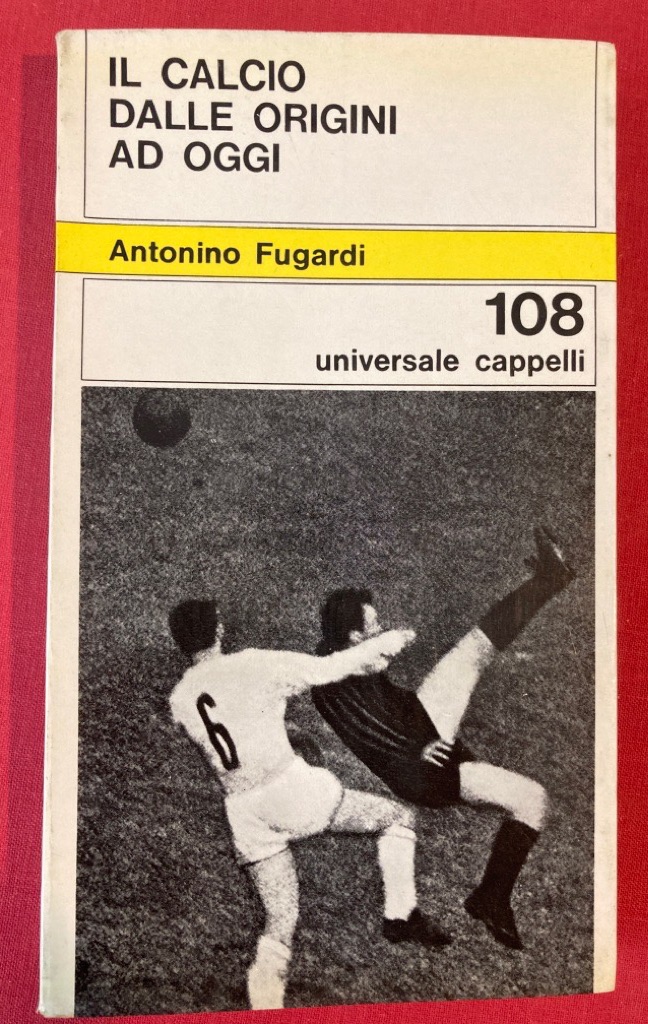 IL CALCIO
DALLE ORIGINI
AD OGGI
Antonino Fugardi
108
universale cappelli
6